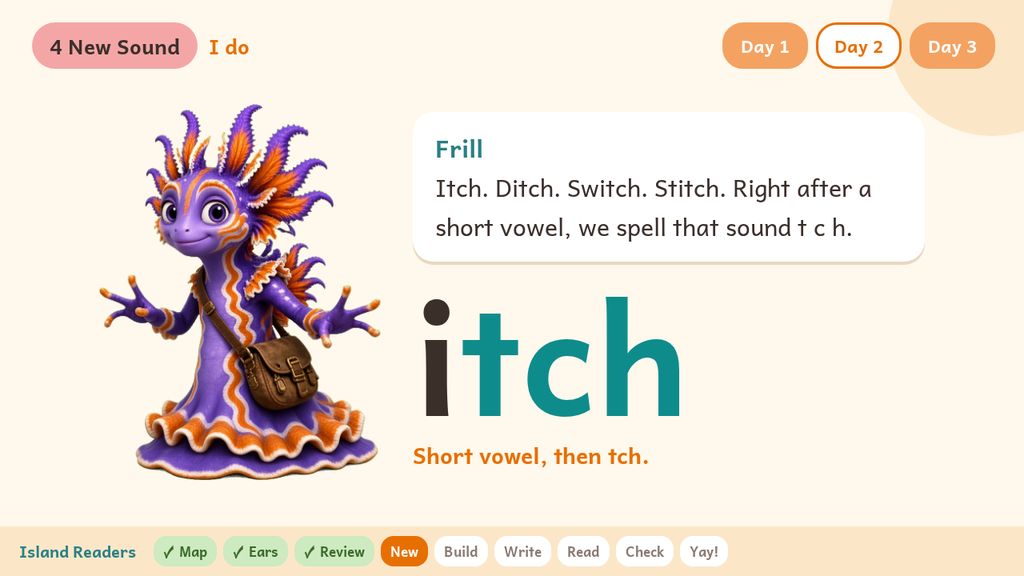 4 New Sound
I do
Day 1
Day 2
Day 3
Frill
Itch. Ditch. Switch. Stitch. Right after a
short vowel, we spell that sound t c h.
itch
Short vowel, then tch.
Island Readers
✓ Map
✓ Ears
✓ Review
New
Build
Write
Read
Check
Yay!